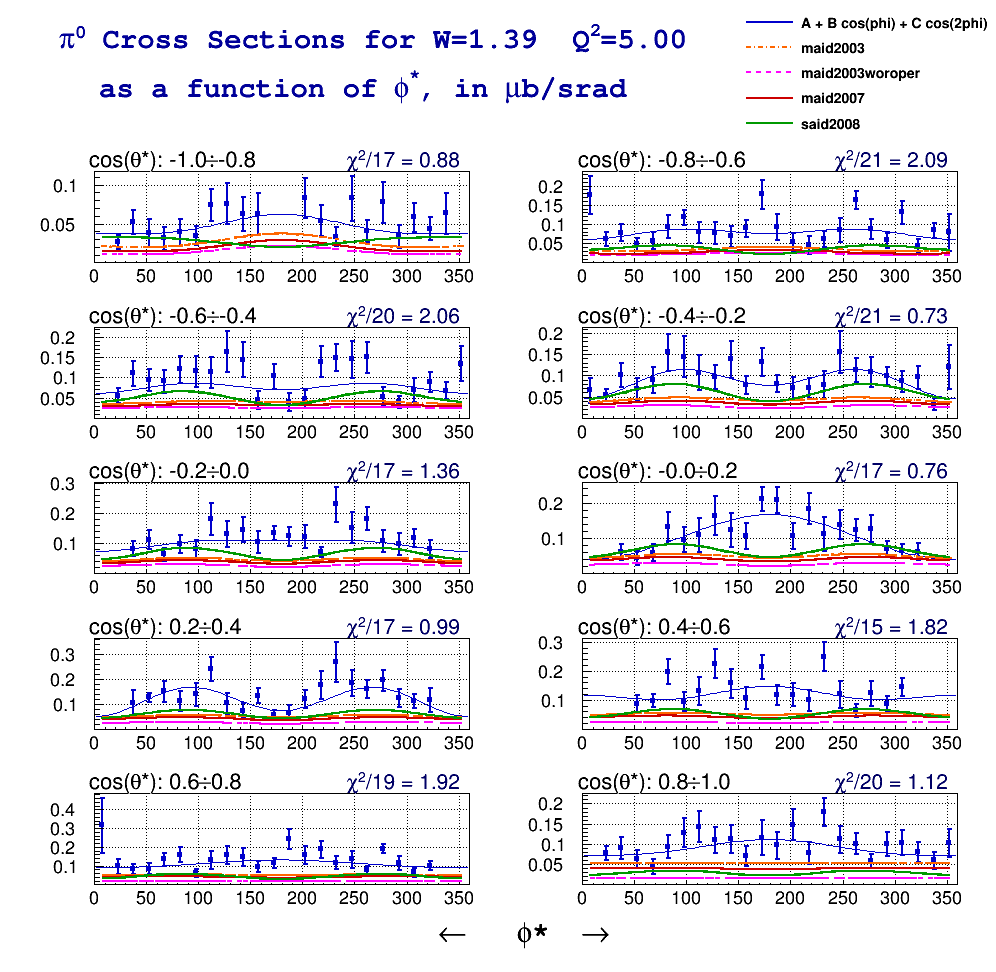 π⁰ Cross Sections for W=1.39 Q²=5.00
as a function of ϕ*, in μb/srad
A + B cos(phi) + C cos(2phi)
maid2003
maid2003woroper
maid2007
said2008
cos(θ*): -1.0÷-0.8 χ²/17 = 0.88
0.1
0.05
0 50 100 150 200 250 300 350
cos(θ*): -0.8÷-0.6 χ²/21 = 2.09
0.2
0.15
0.1
0.05
0 50 100 150 200 250 300 350
cos(θ*): -0.6÷-0.4 χ²/20 = 2.06
0.2
0.15
0.1
0.05
0 50 100 150 200 250 300 350
cos(θ*): -0.4÷-0.2 χ²/21 = 0.73
0.2
0.15
0.1
0.05
0 50 100 150 200 250 300 350
cos(θ*): -0.2÷0.0 χ²/17 = 1.36
0.3
0.2
0.1
0 50 100 150 200 250 300 350
cos(θ*): -0.0÷0.2 χ²/17 = 0.76
0.2
0.1
0 50 100 150 200 250 300 350
cos(θ*): 0.2÷0.4 χ²/17 = 0.99
0.3
0.2
0.1
0 50 100 150 200 250 300 350
cos(θ*): 0.4÷0.6 χ²/15 = 1.82
0.3
0.2
0.1
0 50 100 150 200 250 300 350
cos(θ*): 0.6÷0.8 χ²/19 = 1.92
0.4
0.3
0.2
0.1
0 50 100 150 200 250 300 350
cos(θ*): 0.8÷1.0 χ²/20 = 1.12
0.2
0.15
0.1
0.05
0 50 100 150 200 250 300 350
← ϕ* →